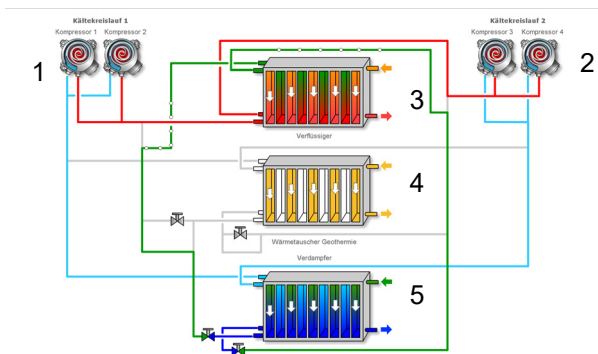 Kältekreislauf 1
Kompressor 1 Kompressor 2
Kältekreislauf 2
Kompressor 3 Kompressor 4
1
2
3
Verflüssiger
4
Wärmetauscher Geothermie
Verdampfer
5